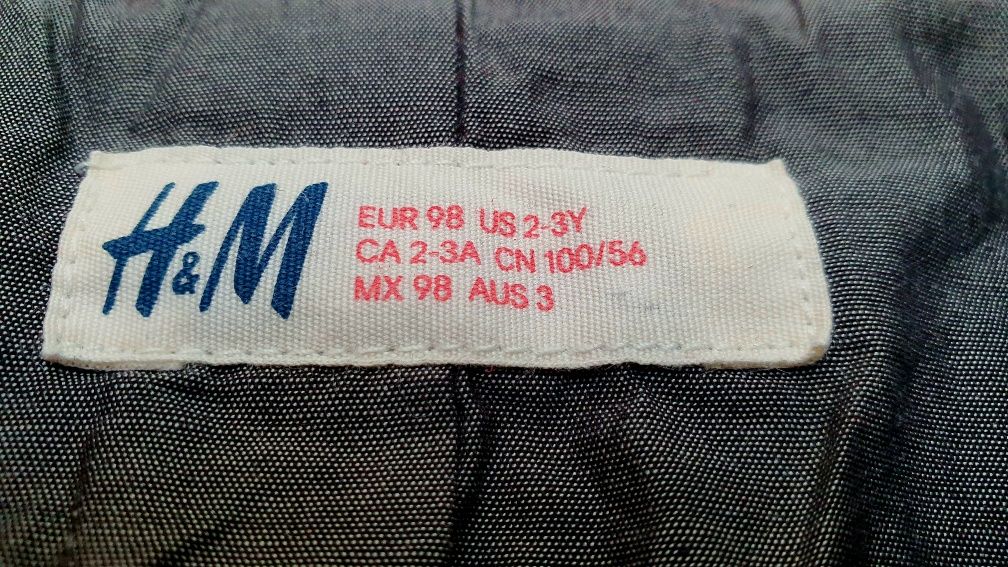 H&M
EUR 98 US 2-3Y
CA 2-3A CN 100/56
MX 98 AUS 3